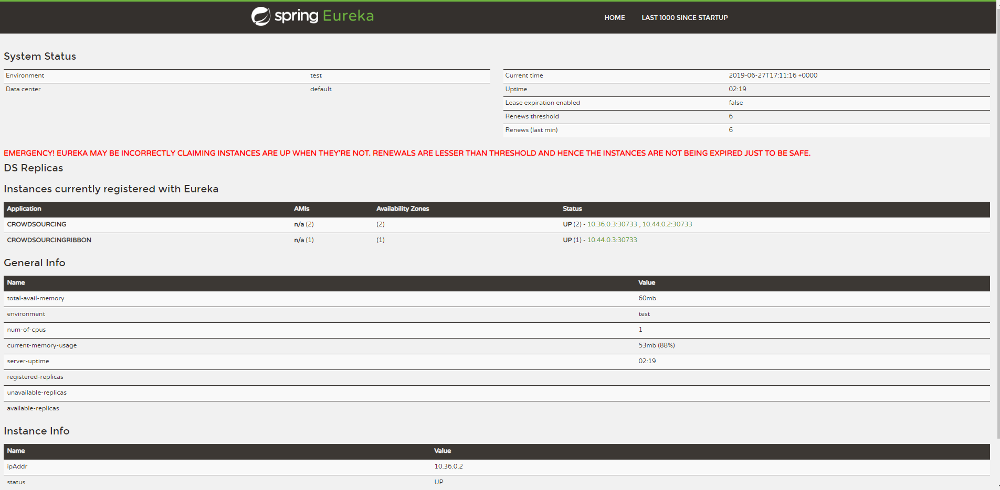 spring Eureka
HOME LAST 1000 SINCE STARTUP
System Status
Environment test
Data center default
Current time 2019-06-27T17:11:16 +0000
Uptime 02:19
Lease expiration enabled false
Renews threshold 6
Renews (last min) 6
EMERGENCY! EUREKA MAY BE INCORRECTLY CLAIMING INSTANCES ARE UP WHEN THEY'RE NOT. RENEWALS ARE LESSER THAN THRESHOLD AND HENCE THE INSTANCES ARE NOT BEING EXPIRED JUST TO BE SAFE.
DS Replicas
Instances currently registered with Eureka
Application AMIs Availability Zones Status
CROWDSOURCING n/a (2) (2) UP (2) - 10.36.0.3:30733 , 10.44.0.2:30733
CROWDSOURCINGRIBBON n/a (1) (1) UP (1) - 10.44.0.3:30733
General Info
Name Value
total-avail-memory 60mb
environment test
num-of-cpus 1
current-memory-usage 53mb (88%)
server-uptime 02:19
registered-replicas
unavailable-replicas
available-replicas
Instance Info
Name Value
ipAddr 10.36.0.2
status UP